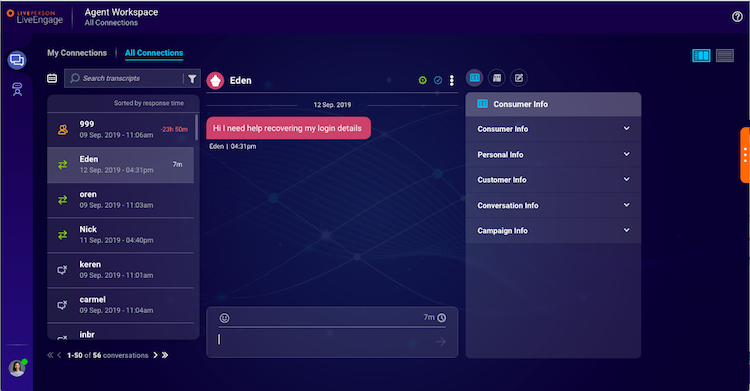 LIVEPERSON
LiveEngage
Agent Workspace
All Connections
My Connections
All Connections
Search transcripts
Sorted by response time
999
09 Sep. 2019 - 11:06am
-23h 50m
Eden
12 Sep. 2019 - 04:31pm
7m
oren
09 Sep. 2019 - 11:03am
Nick
11 Sep. 2019 - 04:40pm
keren
09 Sep. 2019 - 11:01am
carmel
09 Sep. 2019 - 11:04am
inbr
1-50 of 56 conversations
Eden
12 Sep. 2019
Hi I need help recovering my login details
Eden | 04:31pm
7m
Consumer Info
Consumer Info
Personal Info
Customer Info
Conversation Info
Campaign Info